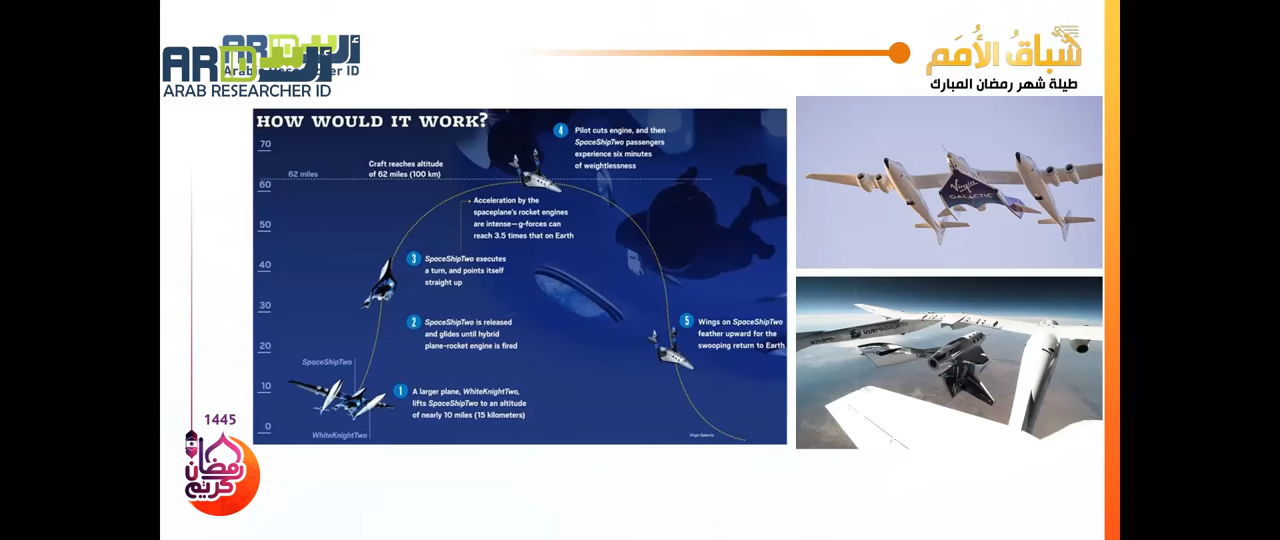 ARABIC RESEARCHER ID
ARAB RESEARCHER ID
سباقُ الأُمَم
طيلة شهر رمضان المبارك
HOW WOULD IT WORK?
70
60
50
40
30
20
10
0
62 miles
Craft reaches altitude
of 62 miles (100 km)
4
Pilot cuts engine, and then
SpaceShipTwo passengers
experience six minutes
of weightlessness
Acceleration by the
spaceplane's rocket engines
are intense—g-forces can
reach 3.5 times that on Earth
3
SpaceShipTwo executes
a turn, and points itself
straight up
2
SpaceShipTwo is released
and glides until hybrid
plane-rocket engine is fired
5
Wings on SpaceShipTwo
feather upward for the
swooping return to Earth
SpaceShipTwo
1
A larger plane, WhiteKnightTwo,
lifts SpaceShipTwo to an altitude
of nearly 10 miles (15 kilometers)
WhiteKnightTwo
Virgin Galactic
Virgin
GALACTIC
1445
رمضان
كريم